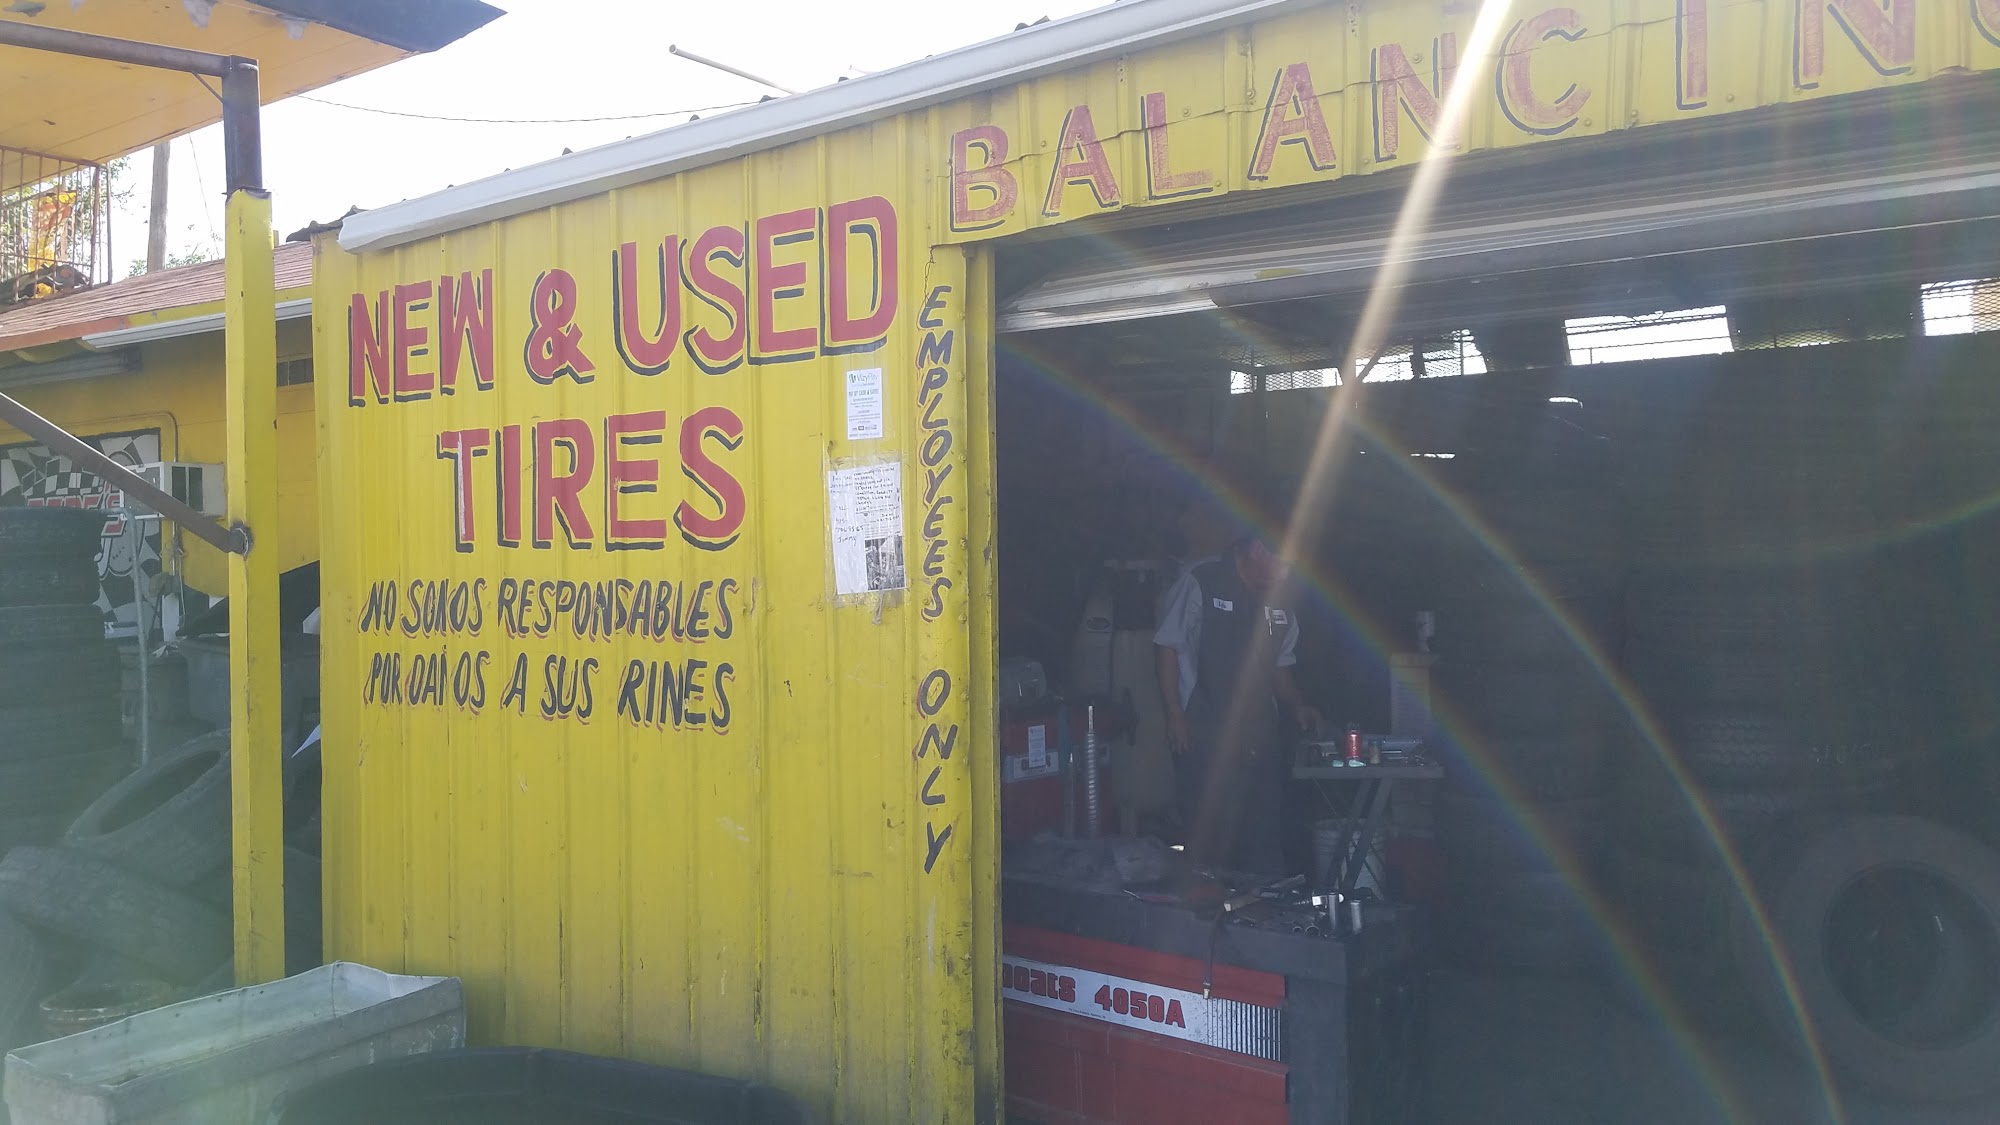 BALANCING
NEW & USED
TIRES
NO SOMOS RESPONSABLES
POR DAÑOS A SUS RINES
EMPLOYEES ONLY
4050A